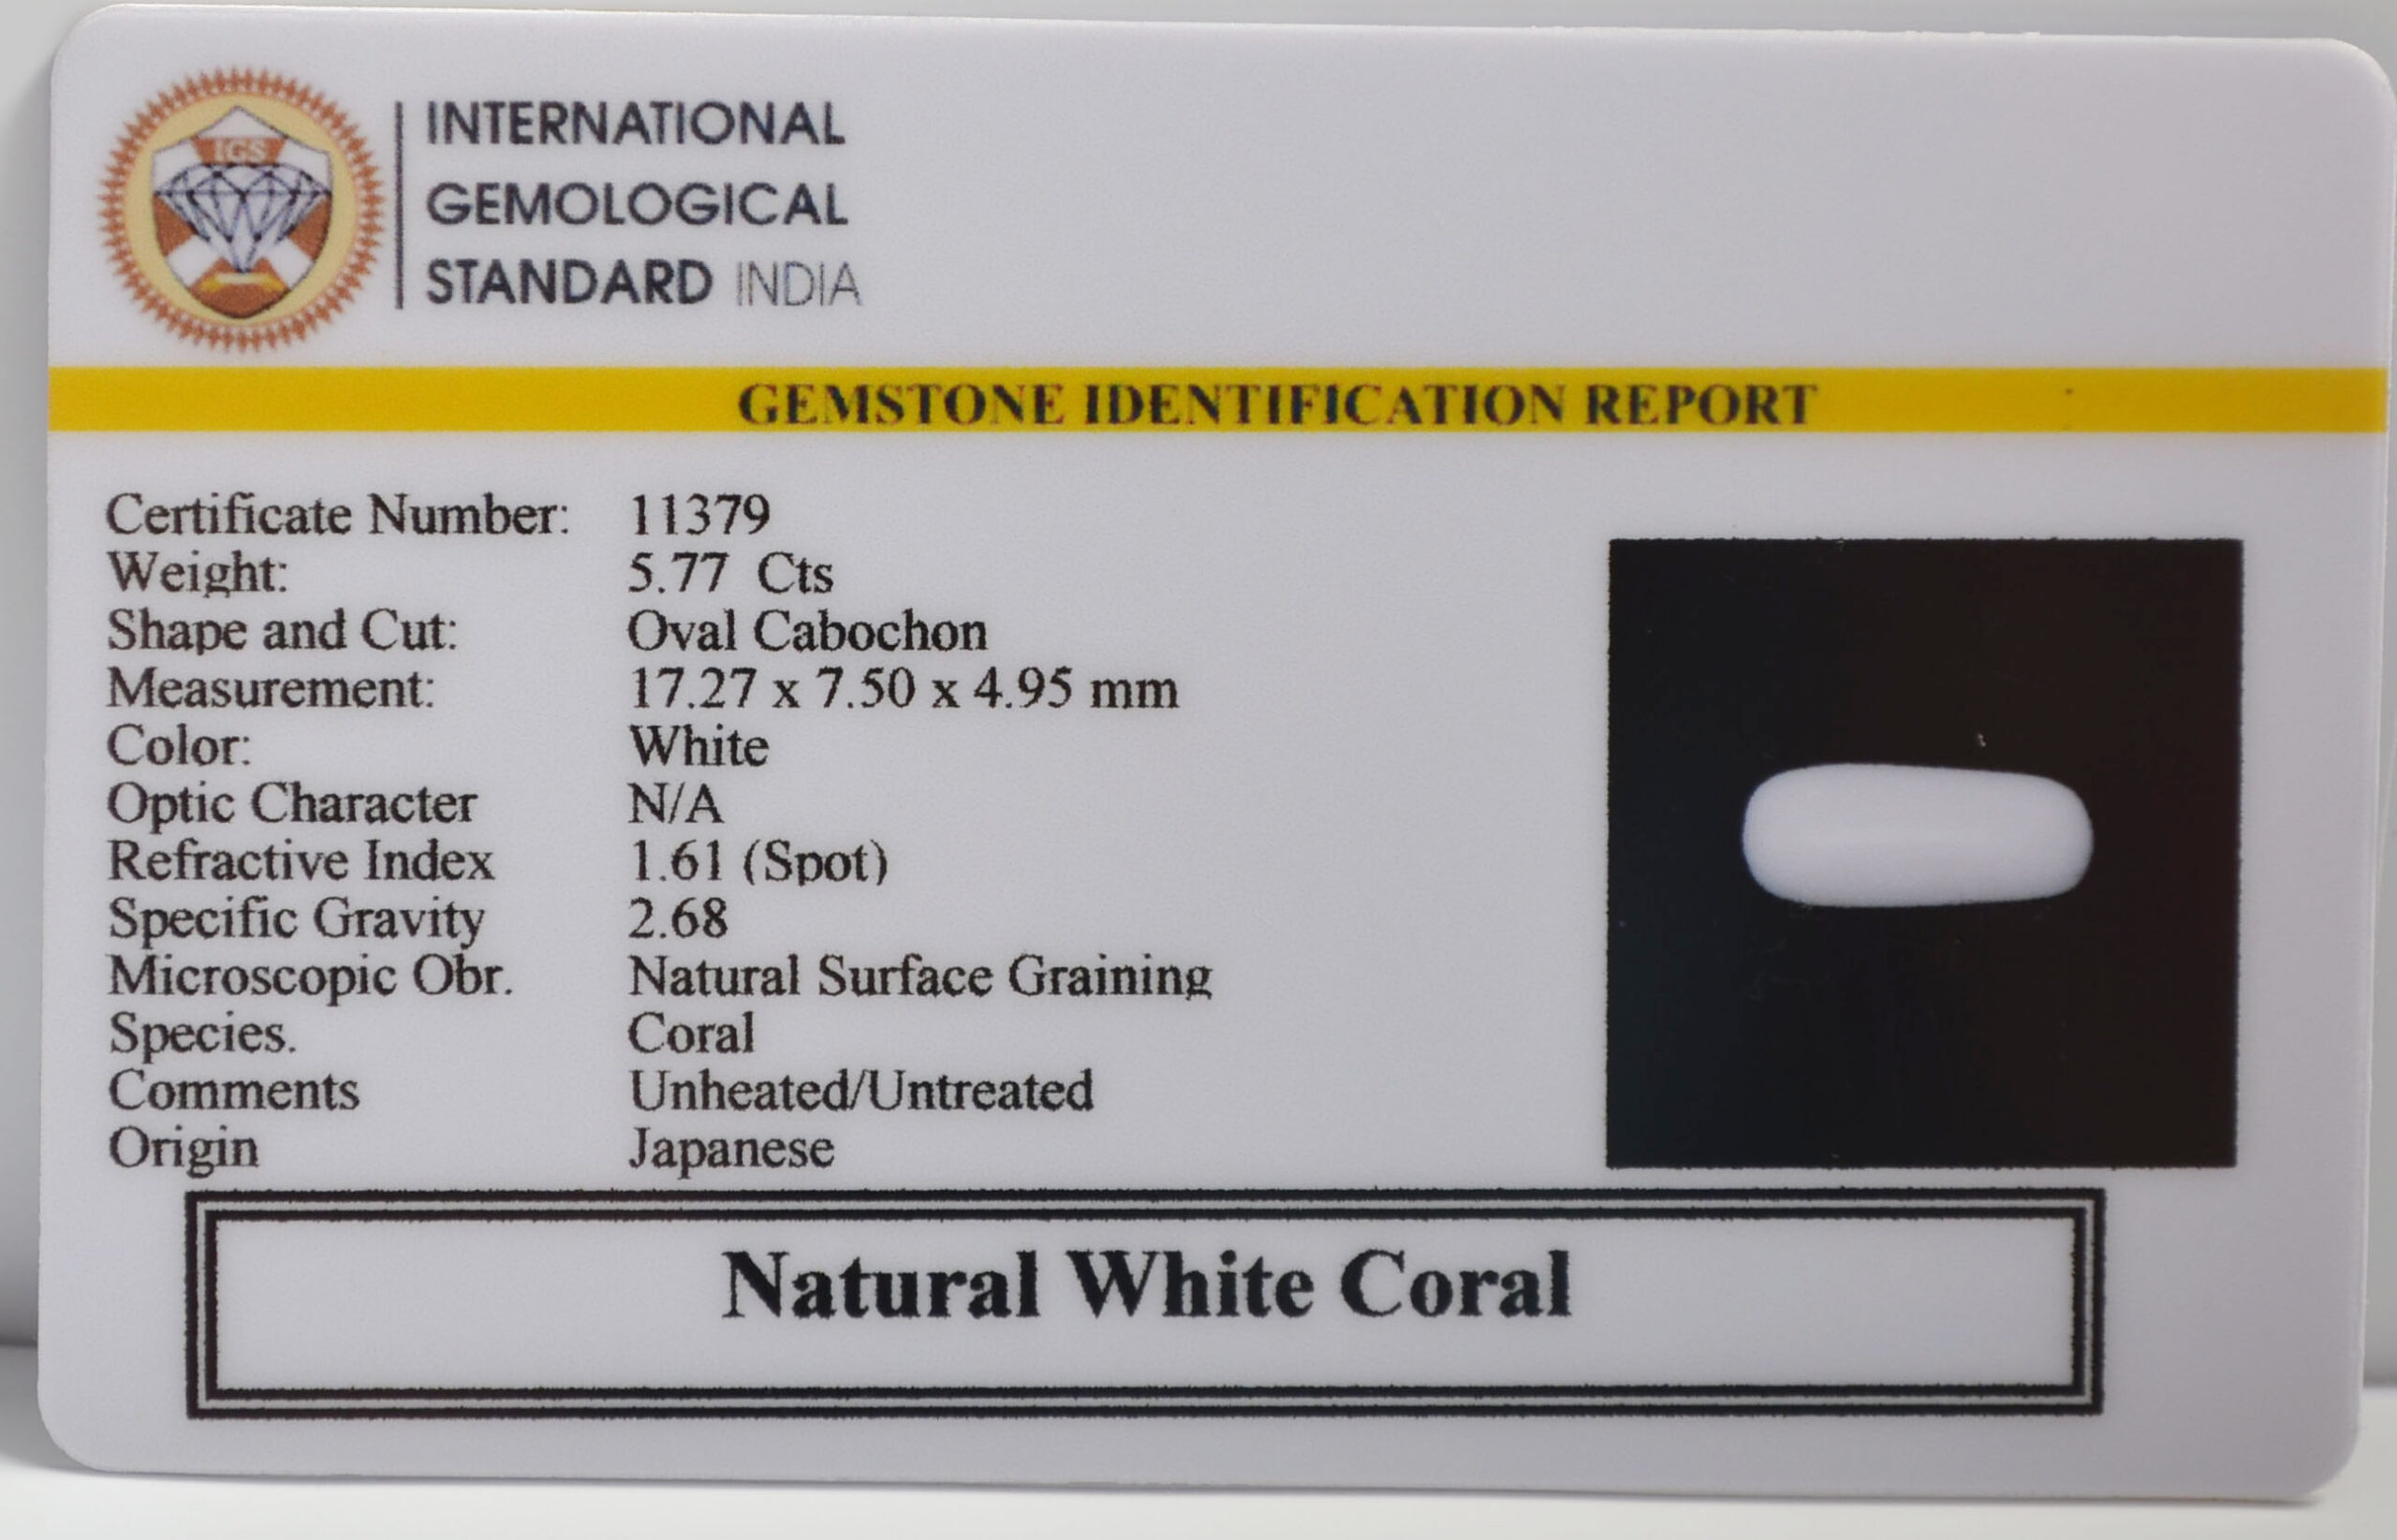 IGS
INTERNATIONAL
GEMOLOGICAL
STANDARD INDIA
GEMSTONE IDENTIFICATION REPORT
Certificate Number: 11379
Weight: 5.77 Cts
Shape and Cut: Oval Cabochon
Measurement: 17.27 x 7.50 x 4.95 mm
Color: White
Optic Character N/A
Refractive Index 1.61 (Spot)
Specific Gravity 2.68
Microscopic Obr. Natural Surface Graining
Species. Coral
Comments Unheated/Untreated
Origin Japanese
Natural White Coral